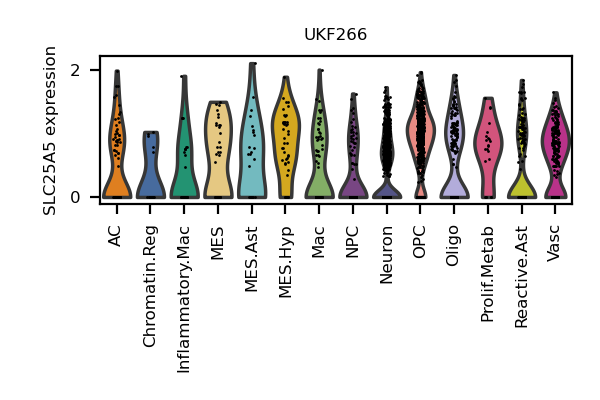 UKF266
SLC25A5 expression
2
0
AC
Chromatin.Reg
Inflammatory.Mac
MES
MES.Ast
MES.Hyp
Mac
NPC
Neuron
OPC
Oligo
Prolif.Metab
Reactive.Ast
Vasc